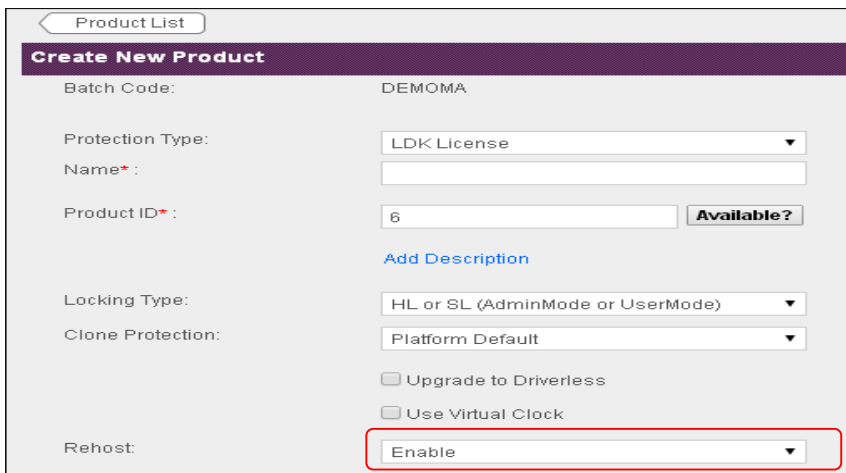 Product List
Create New Product
Batch Code: DEMOMA
Protection Type: LDK License
Name* :
Product ID* : 6 Available?
Add Description
Locking Type: HL or SL (AdminMode or UserMode)
Clone Protection: Platform Default
Upgrade to Driverless
Use Virtual Clock
Rehost: Enable